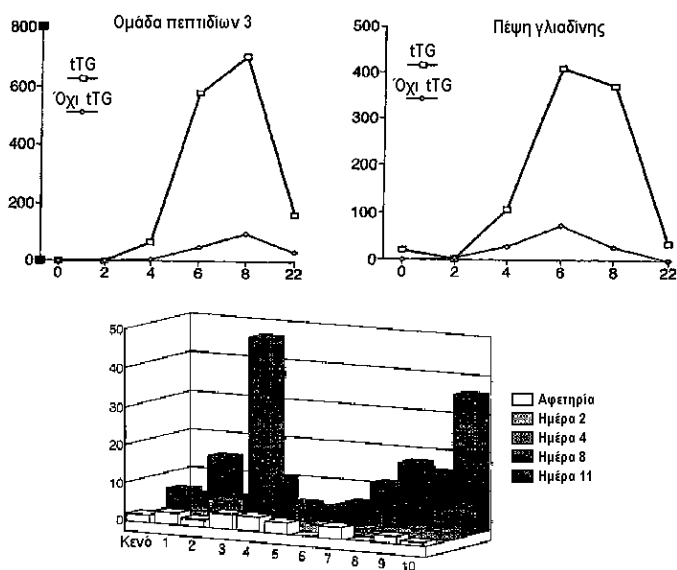 Ομάδα πεπτιδίων 3
800
600
400
200
0
tTG
Όχι tTG
0 2 4 6 8 22
Πέψη γλιαδίνης
500
400
300
200
100
0
tTG
Όχι tTG
0 2 4 6 8 22
50
40
30
20
10
0
Κενό 1 2 3 4 5 6 7 8 9 10
Αφετηρία
Ημέρα 2
Ημέρα 4
Ημέρα 8
Ημέρα 11